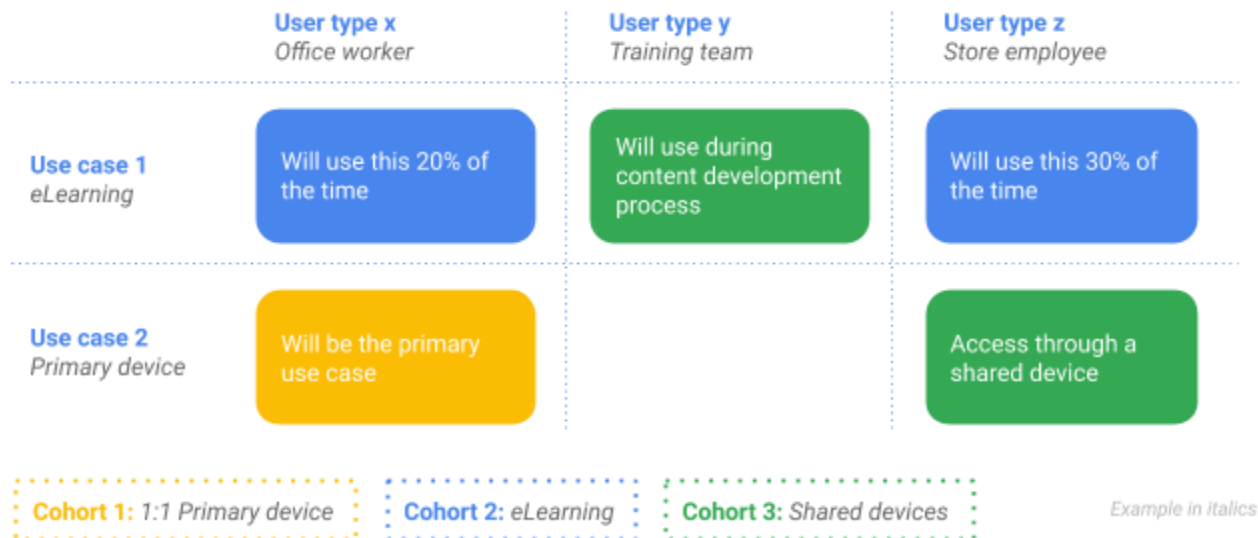 User type x
Office worker
User type y
Training team
User type z
Store employee
Use case 1
eLearning
Will use this 20% of
the time
Will use during
content development
process
Will use this 30% of
the time
Use case 2
Primary device
Will be the primary
use case
Access through a
shared device
Cohort 1: 1:1 Primary device
Cohort 2: eLearning
Cohort 3: Shared devices
Example in italics